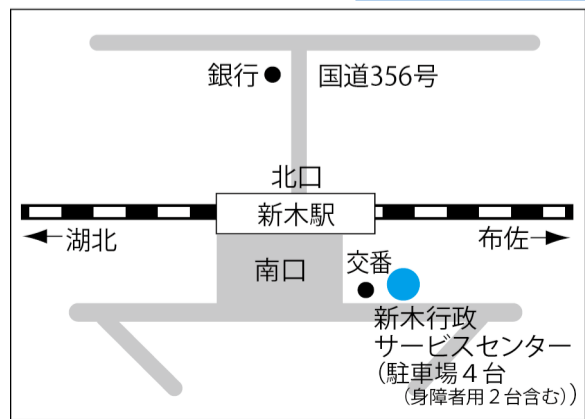 銀行
国道356号
北口
新木駅
湖北
布佐
南口
交番
新木行政
サービスセンター
(駐車場4台
(身障者用2台含む))